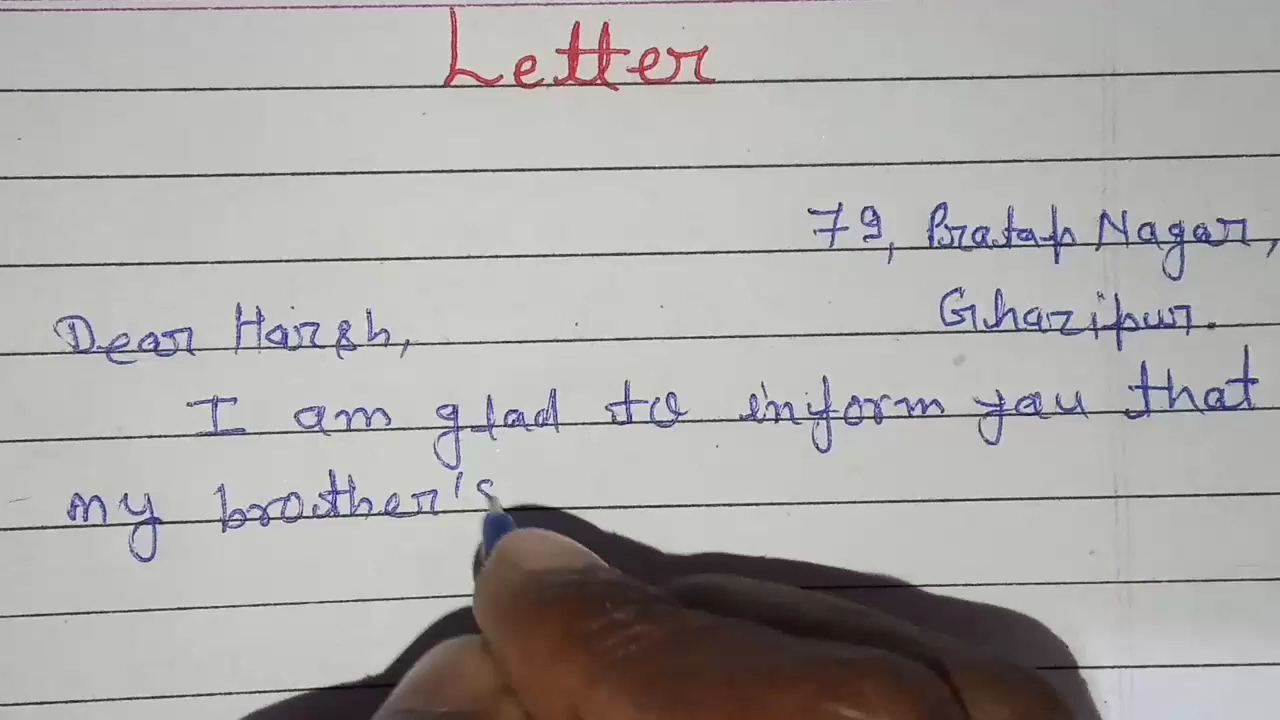 Letter
79, Pratap Nagar,
Ghazipur.
Dear Harsh,
I am glad to inform you that
my brother's